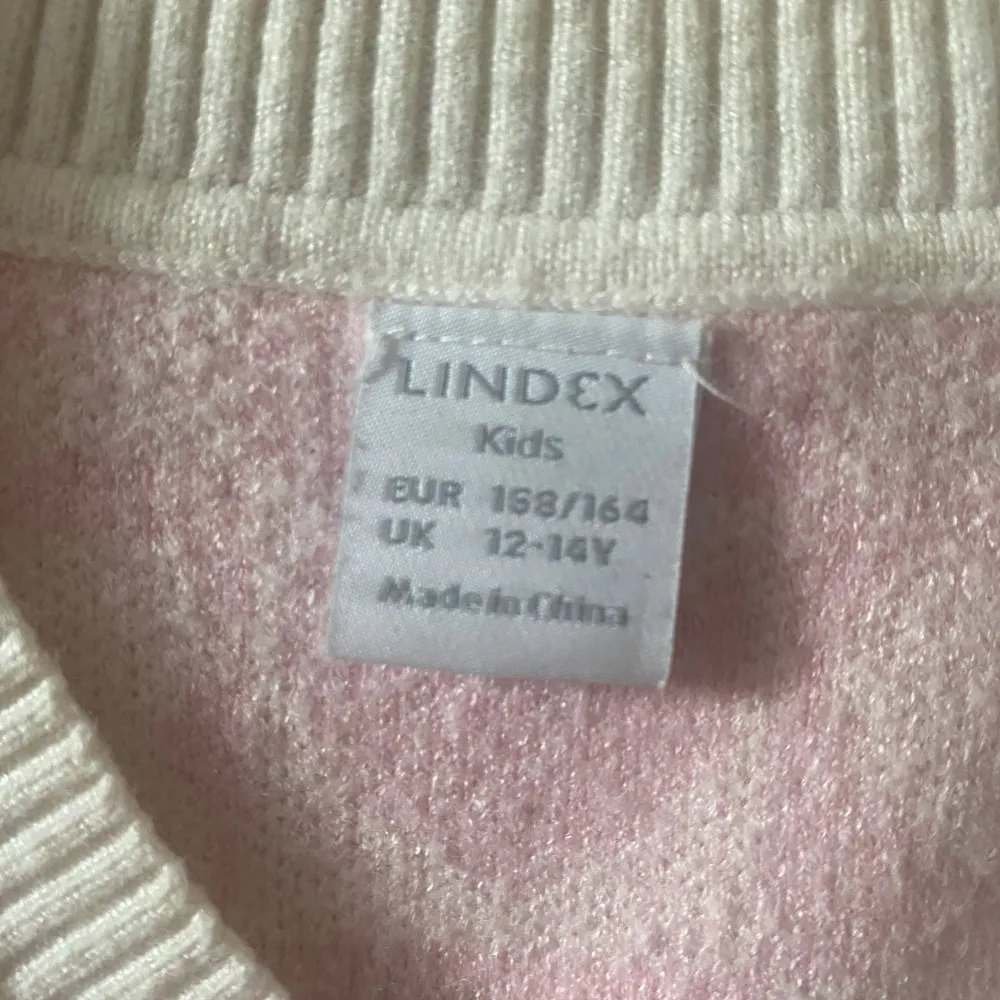 LINDEX
Kids
EUR 158/164
UK 12-14Y
Made in China